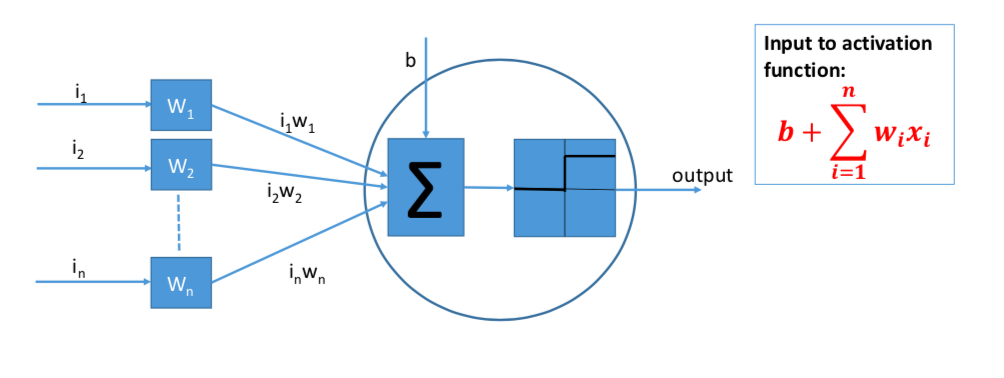 i₁
W₁
i₁w₁
i₂
W₂
i₂w₂
iₙ
Wₙ
iₙwₙ
b
Σ
output
Input to activation
function:
n
b + ∑ wᵢxᵢ
i=1